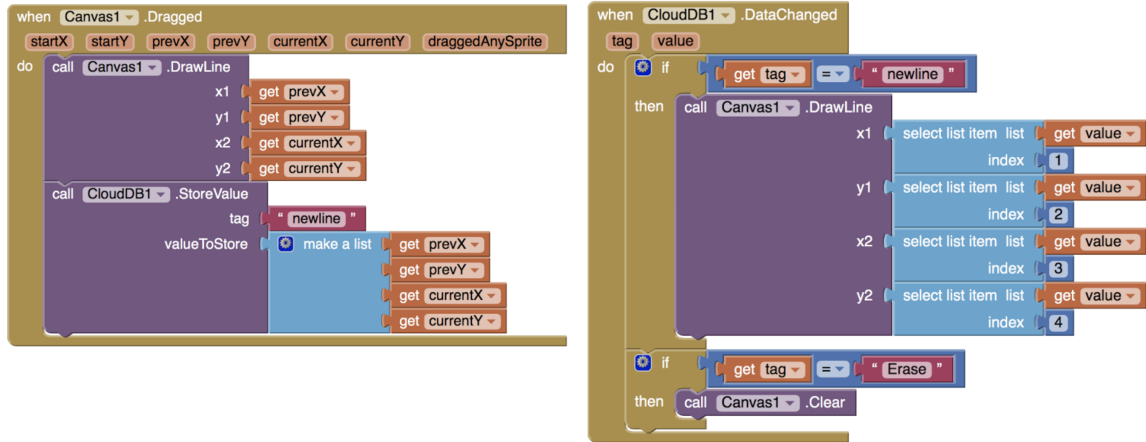 when Canvas1 .Dragged
startX startY prevX prevY currentX currentY draggedAnySprite
do call Canvas1 .DrawLine
x1 get prevX
y1 get prevY
x2 get currentX
y2 get currentY
call CloudDB1 .StoreValue
tag " newline "
valueToStore make a list get prevX
get prevY
get currentX
get currentY
when CloudDB1 .DataChanged
tag value
do if get tag = " newline "
then call Canvas1 .DrawLine
x1 select list item list get value
index 1
y1 select list item list get value
index 2
x2 select list item list get value
index 3
y2 select list item list get value
index 4
if get tag = " Erase "
then call Canvas1 .Clear